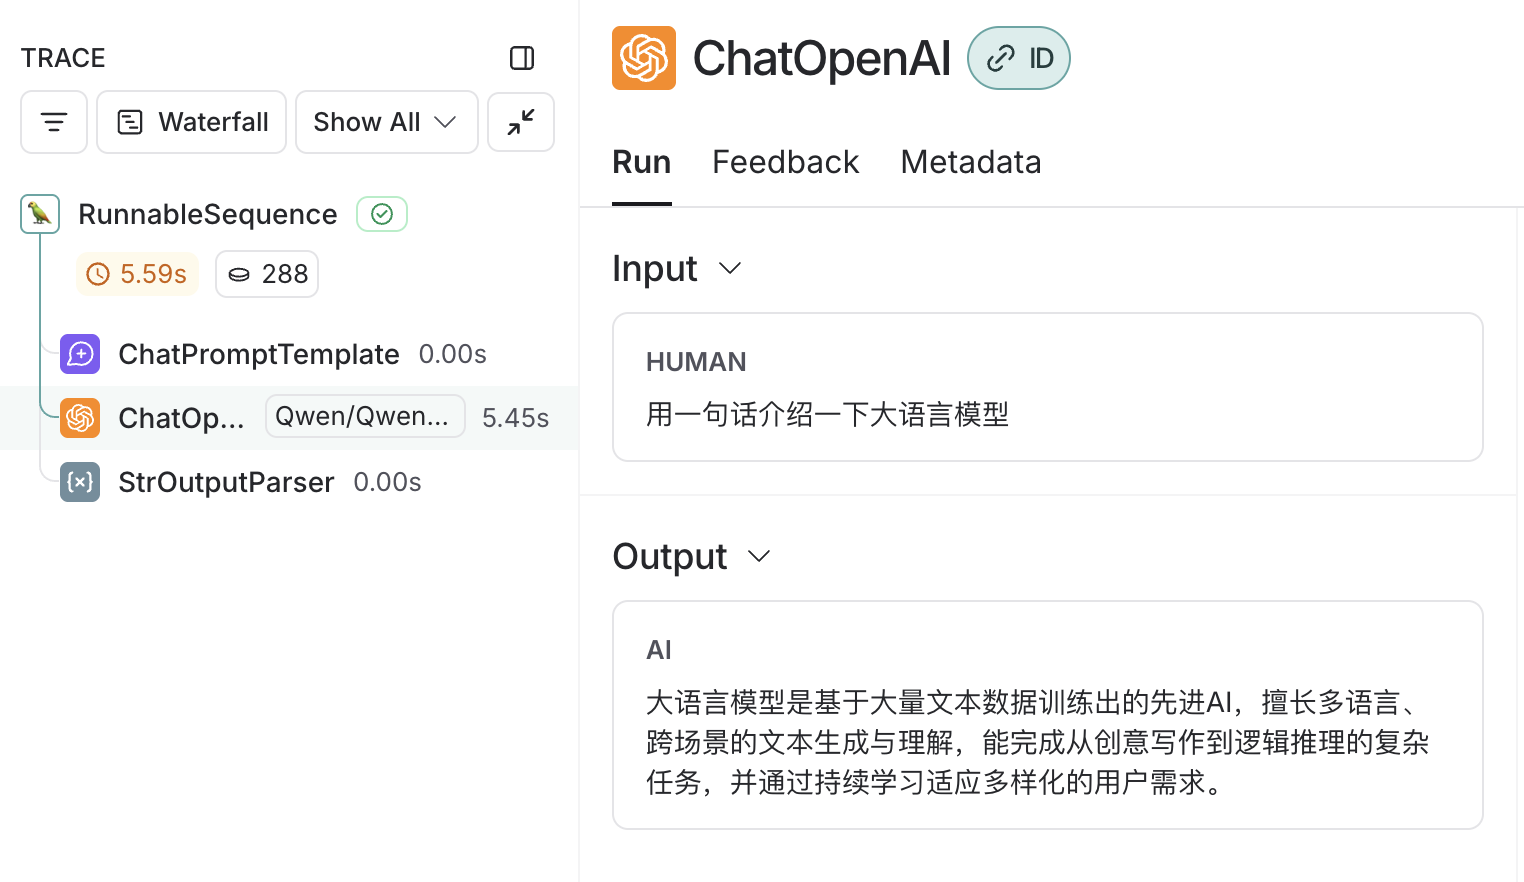 TRACE
Waterfall
Show All
RunnableSequence
5.59s
288
ChatPromptTemplate 0.00s
ChatOp... Qwen/Qwen... 5.45s
StrOutputParser 0.00s
ChatOpenAI
ID
Run Feedback Metadata
Input
HUMAN
用一句话介绍一下大语言模型
Output
AI
大语言模型是基于大量文本数据训练出的先进AI，擅长多语言、
跨场景的文本生成与理解，能完成从创意写作到逻辑推理的复杂
任务，并通过持续学习适应多样化的用户需求。